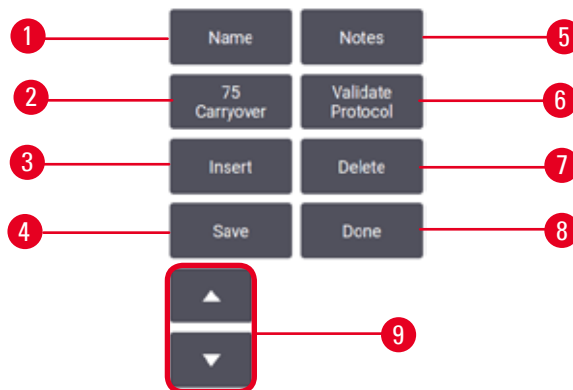 1 Name Notes 5
2 75 Carryover Validate Protocol 6
3 Insert Delete 7
4 Save Done 8
9